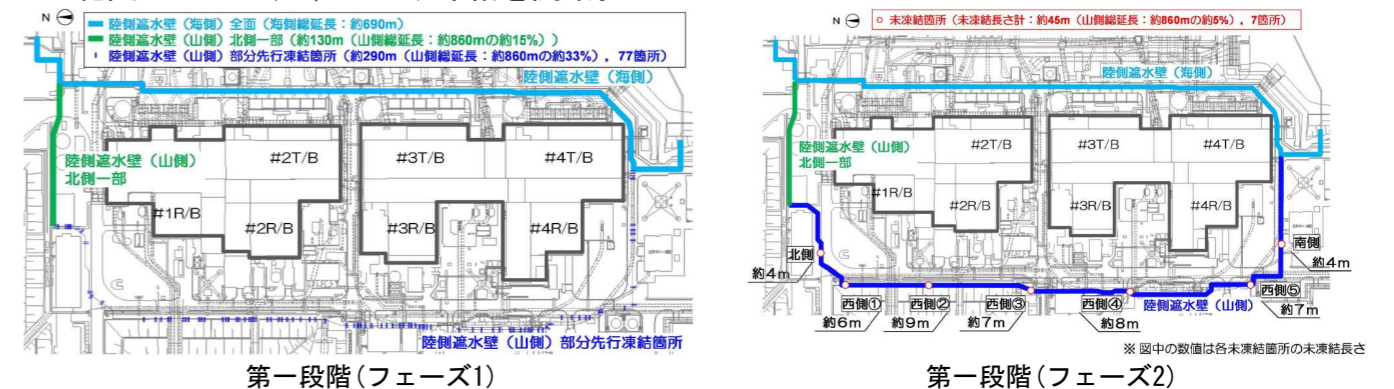 N
陸側遮水壁（海側）全面（海側総延長：約690m）
陸側遮水壁（山側）北側一部（約130m（山側総延長：約860mの約15%））
陸側遮水壁（山側）部分先行凍結箇所（約290m（山側総延長：約860mの約33%），77箇所）
陸側遮水壁（海側）
陸側遮水壁（山側）
北側一部
#2T/B
#3T/B
#4T/B
#1R/B
#2R/B
#3R/B
#4R/B
陸側遮水壁（山側）部分先行凍結箇所
第一段階(フェーズ1)
N
未凍結箇所（未凍結長さ計：約45m（山側総延長：約860mの約5%），7箇所）
陸側遮水壁（海側）
陸側遮水壁（山側）
北側一部
#2T/B
#3T/B
#4T/B
#1R/B
#2R/B
#3R/B
#4R/B
北側
約4m
南側
約4m
西側①
約6m
西側②
約9m
西側③
約7m
西側④
約8m
陸側遮水壁（山側）
西側⑤
約7m
※ 図中の数値は各未凍結箇所の未凍結長さ
第一段階(フェーズ2)